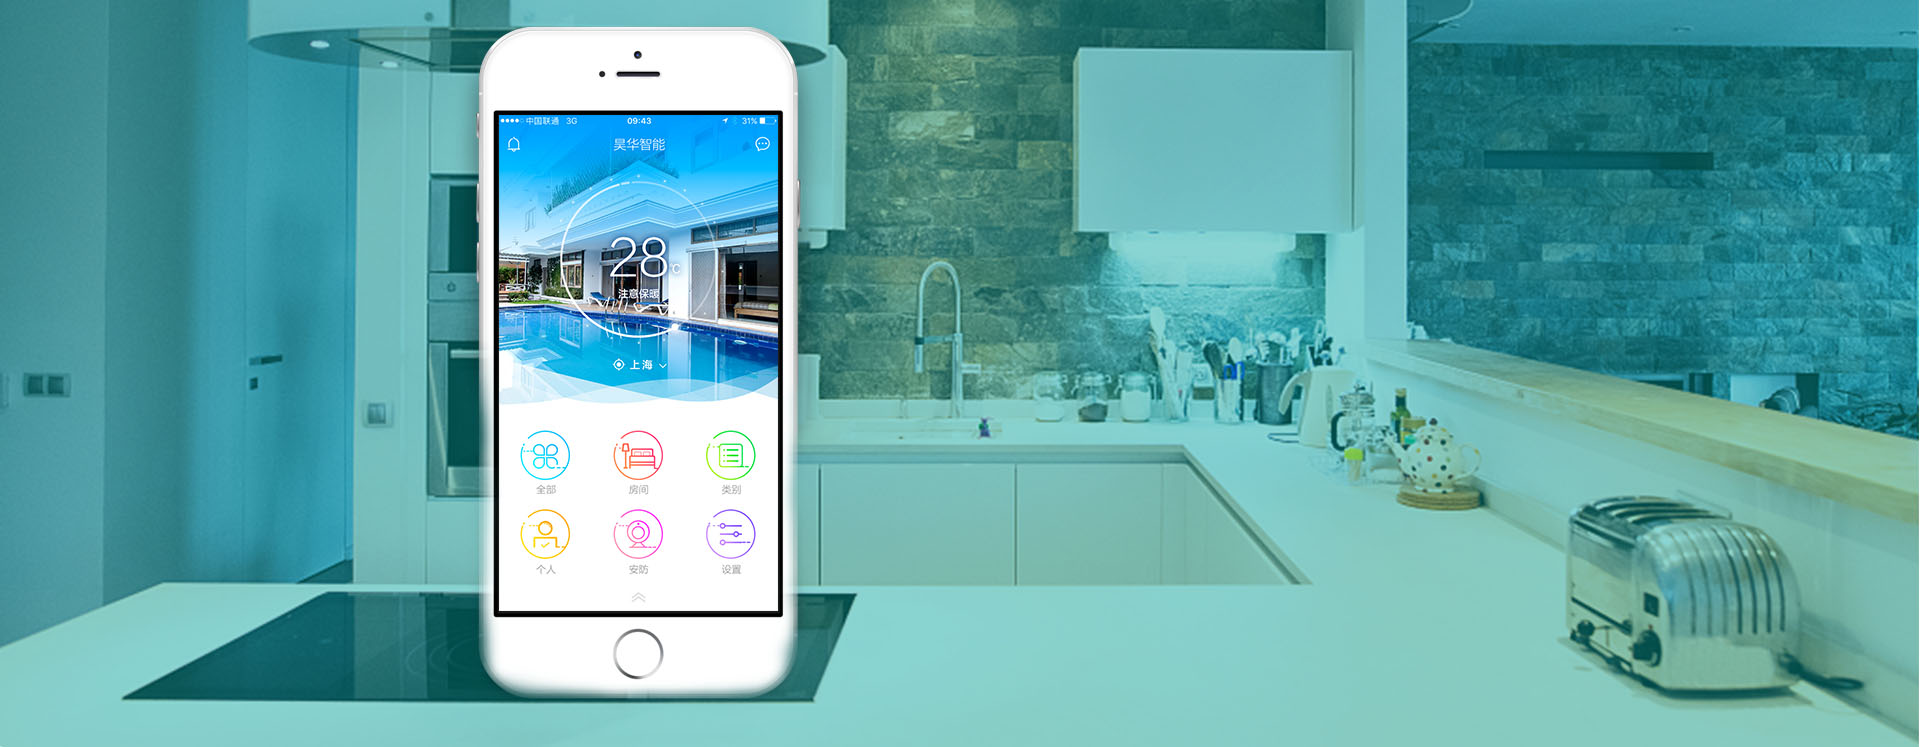 中国联通 3G 09:43 31%
昊华智能
28°C
注意保暖
上海
全部 房间 类别
个人 安防 设置